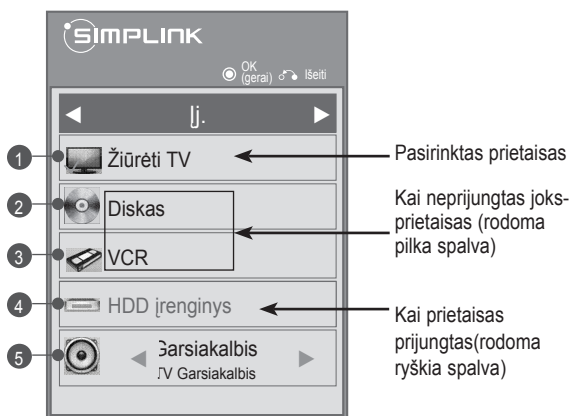 SIMPLINK
OK
(gerai)
Išeiti
Įj.
1 Žiūrėti TV
2 Diskas
3 VCR
4 HDD įrenginys
5 Garsiakalbis
TV Garsiakalbis
Pasirinktas prietaisas
Kai neprijungtas joks-
prietaisas (rodoma
pilka spalva)
Kai prietaisas
prijungtas(rodoma
ryškia spalva)